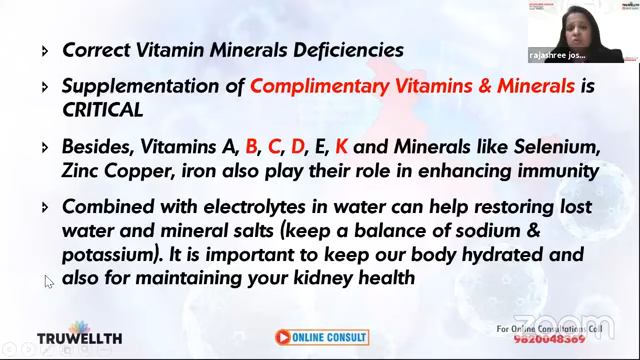 rajashree jos...
Correct Vitamin Minerals Deficiencies
Supplementation of Complimentary Vitamins & Minerals is
CRITICAL
Besides, Vitamins A, B, C, D, E, K and Minerals like Selenium,
Zinc Copper, iron also play their role in enhancing immunity
Combined with electrolytes in water can help restoring lost
water and mineral salts (keep a balance of sodium &
potassium). It is important to keep our body hydrated and
also for maintaining your kidney health
TRUWELLTH
ONLINE CONSULT
For Online Consultations Call
9820048369
zoom